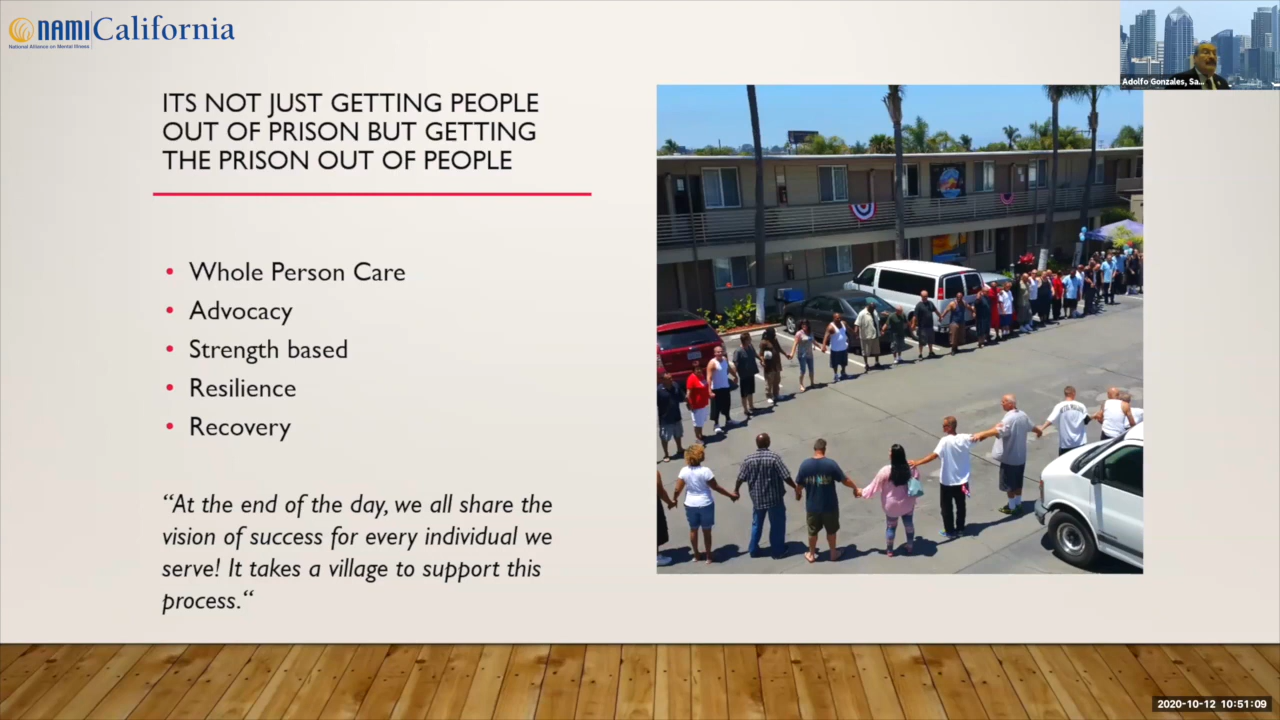 NAMI California
National Alliance on Mental Illness
Adolfo Gonzales, Sa...
ITS NOT JUST GETTING PEOPLE
OUT OF PRISON BUT GETTING
THE PRISON OUT OF PEOPLE
• Whole Person Care
• Advocacy
• Strength based
• Resilience
• Recovery
“At the end of the day, we all share the
vision of success for every individual we
serve! It takes a village to support this
process.“
2020-10-12 10:51:09